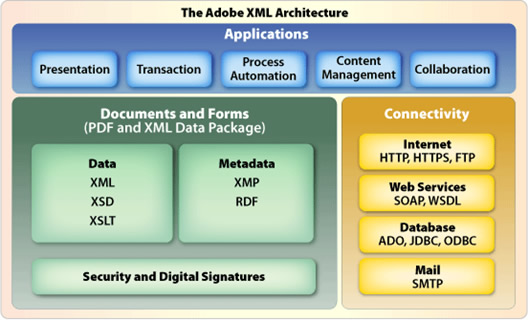 The Adobe XML Architecture
Applications
Presentation
Transaction
Process
Automation
Content
Management
Collaboration
Documents and Forms
(PDF and XML Data Package)
Data
XML
XSD
XSLT
Metadata
XMP
RDF
Security and Digital Signatures
Connectivity
Internet
HTTP, HTTPS, FTP
Web Services
SOAP, WSDL
Database
ADO, JDBC, ODBC
Mail
SMTP